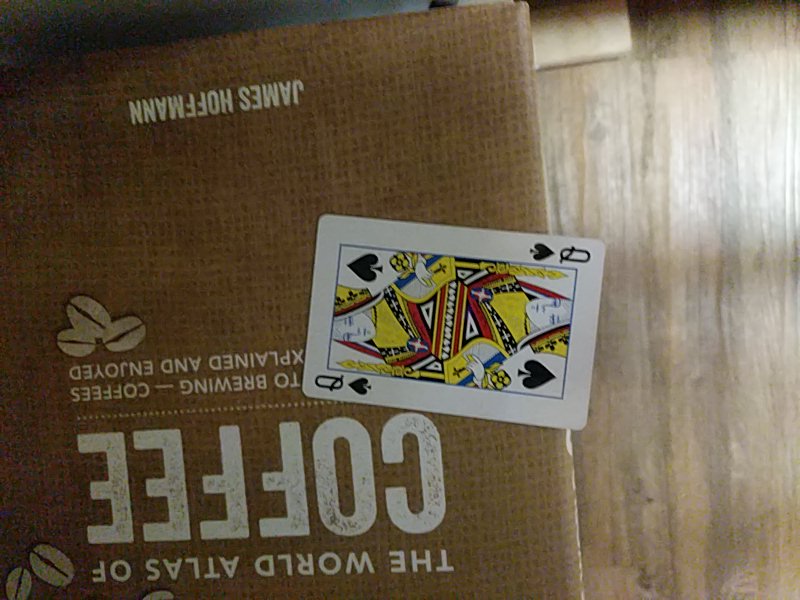 THE WORLD ATLAS OF
COFFEE
TO BREWING — COFFEES
XPLAINED AND ENJOYED
JAMES HOFFMANN
Q
Q